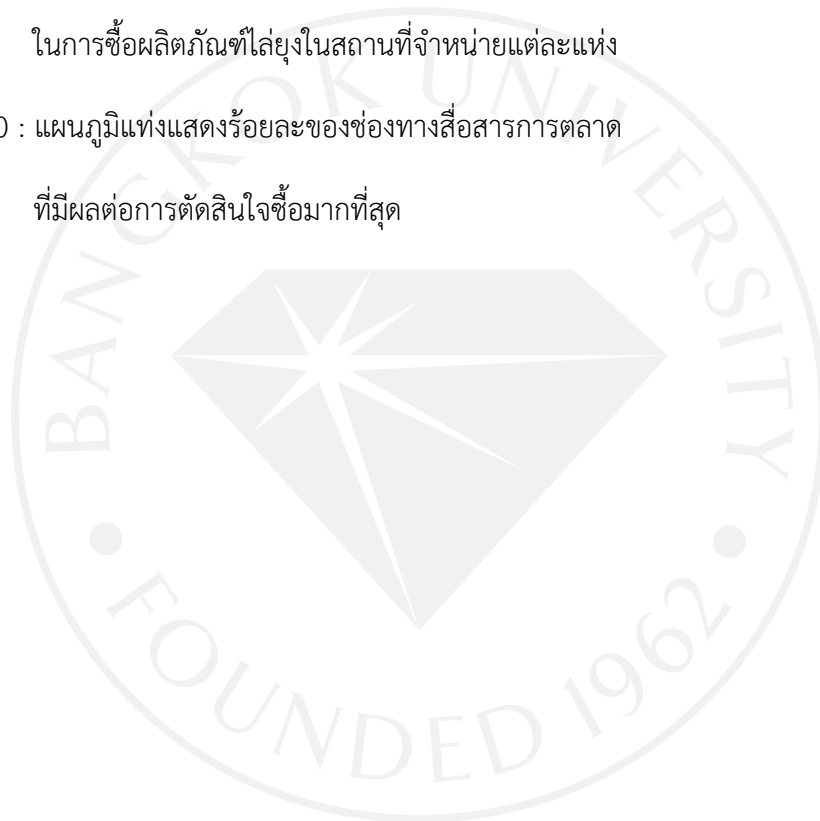 ในการซื้อผลิตภัณฑ์ไล่ยุงในสถานที่จำหน่ายแต่ละแห่ง
0 : แผนภูมิแท่งแสดงร้อยละของช่องทางสื่อสารการตลาด
ที่มีผลต่อการตัดสินใจซื้อมากที่สุด
BANGKOK UNIVERSITY
FOUNDED 1962